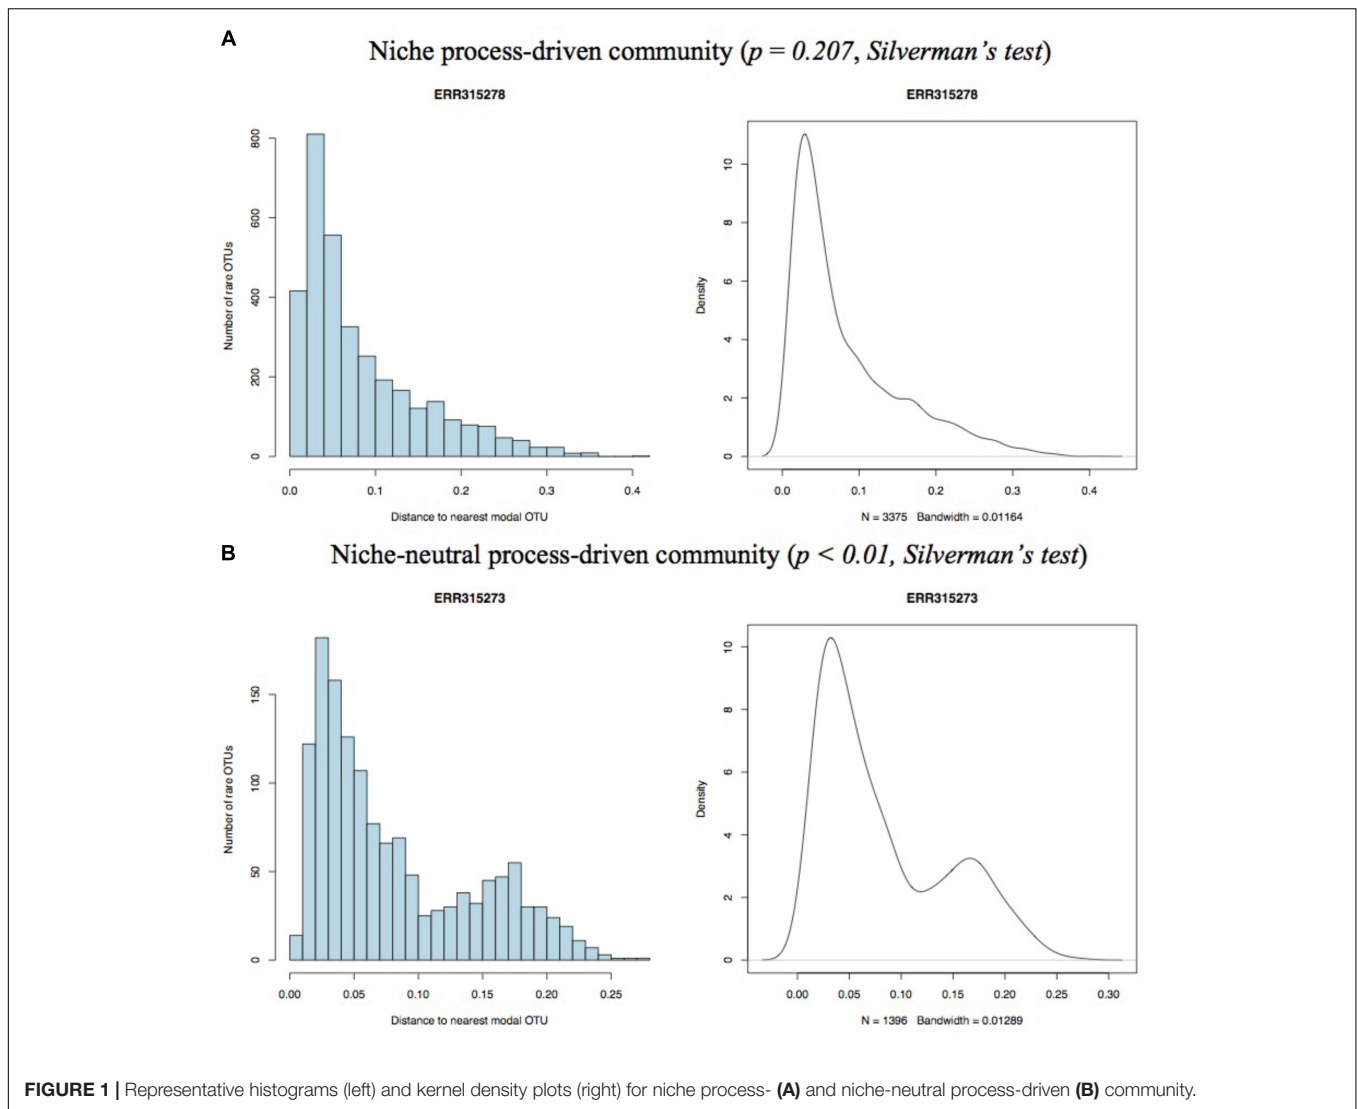 A
Niche process-driven community (p = 0.207, Silverman's test)
ERR315278
ERR315278
Number of rare OTUs
0
200
400
600
800
0.0 0.1 0.2 0.3 0.4
Distance to nearest modal OTU
Density
0
2
4
6
8
10
0.0 0.1 0.2 0.3 0.4
N = 3375 Bandwidth = 0.01164
B
Niche-neutral process-driven community (p < 0.01, Silverman's test)
ERR315273
ERR315273
Number of rare OTUs
0
50
100
150
0.00 0.05 0.10 0.15 0.20 0.25
Distance to nearest modal OTU
Density
0
2
4
6
8
10
0.00 0.05 0.10 0.15 0.20 0.25 0.30
N = 1396 Bandwidth = 0.01289
FIGURE 1 | Representative histograms (left) and kernel density plots (right) for niche process- (A) and niche-neutral process-driven (B) community.